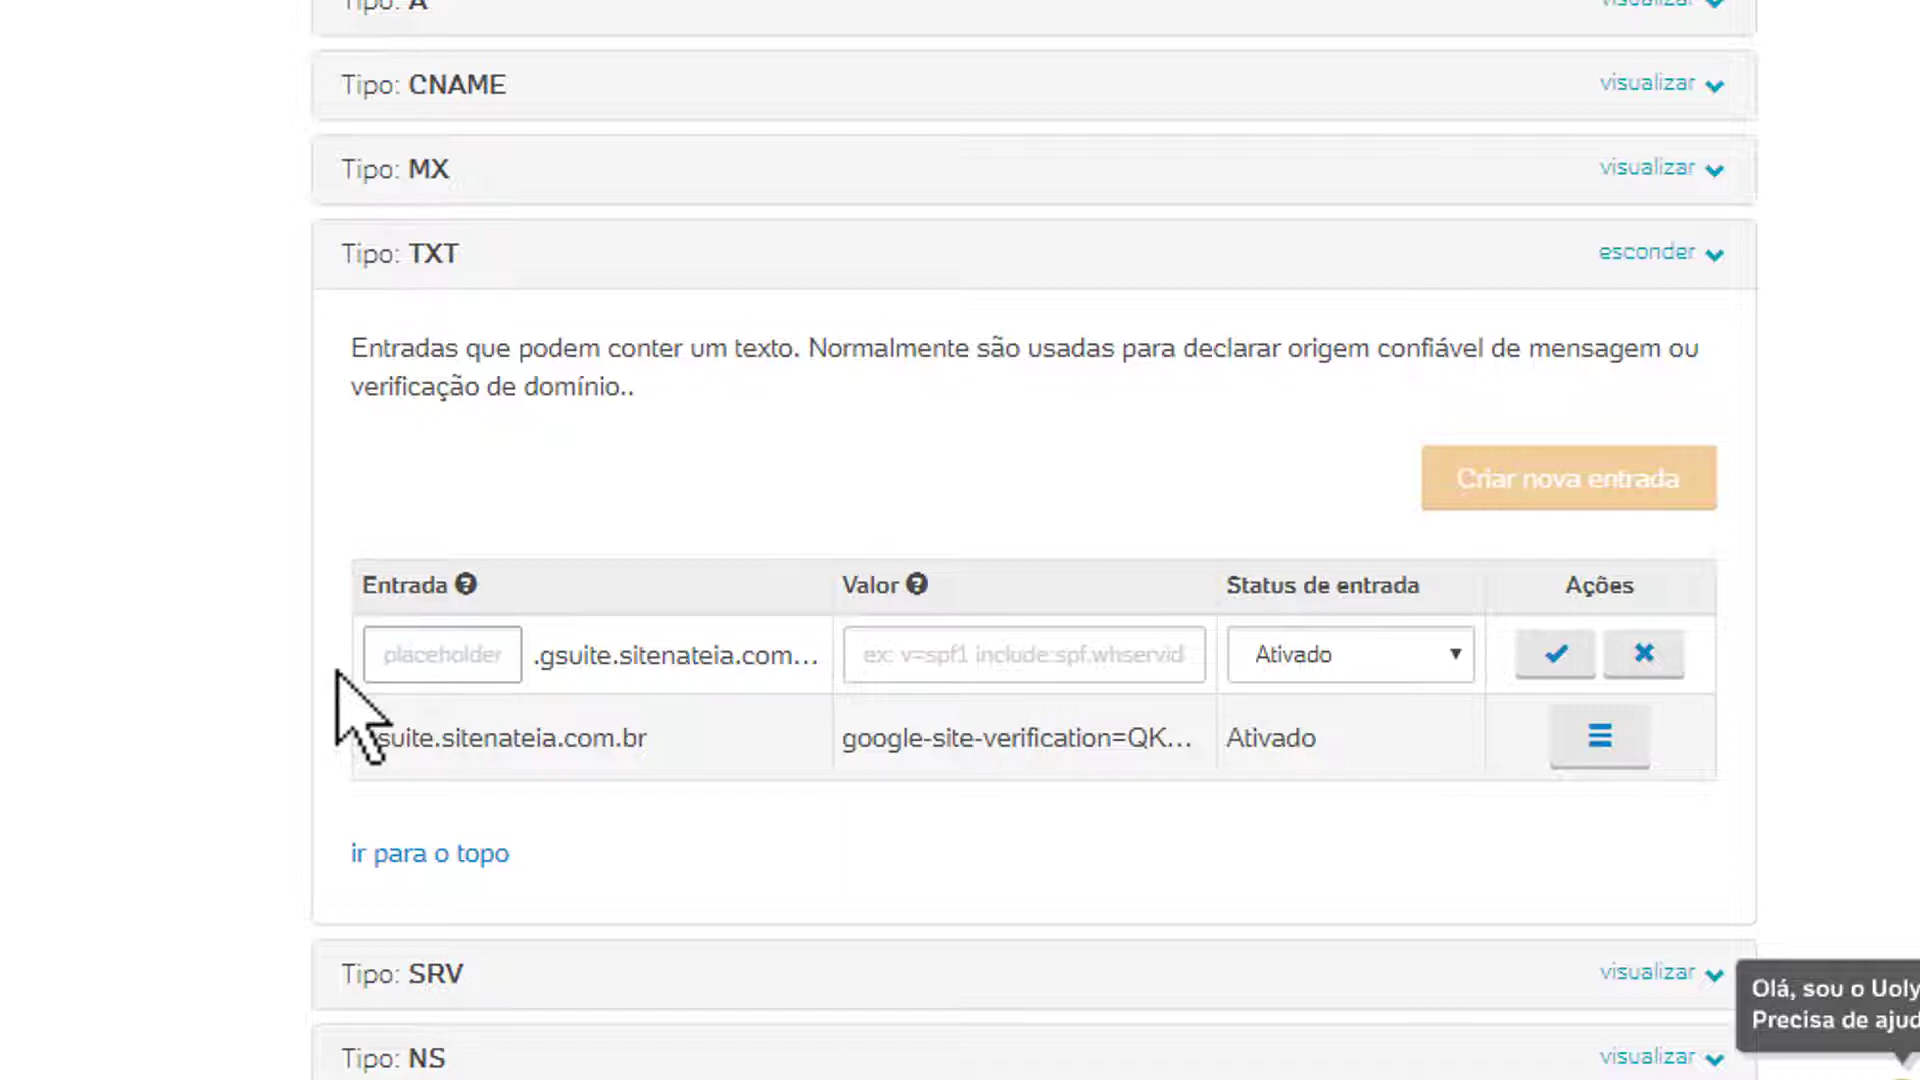 Tipo: A
visualizar
Tipo: CNAME
visualizar
Tipo: MX
visualizar
Tipo: TXT
esconder
Entradas que podem conter um texto. Normalmente são usadas para declarar origem confiável de mensagem ou
verificação de domínio..
Criar nova entrada
Entrada
Valor
Status de entrada
Ações
placeholder
.gsuite.sitenateia.com...
ex: v=spf1 include:spf.whservid
Ativado
suite.sitenateia.com.br
google-site-verification=QK...
Ativado
ir para o topo
Tipo: SRV
visualizar
Olá, sou o Uoly
Precisa de ajud
Tipo: NS
visualizar